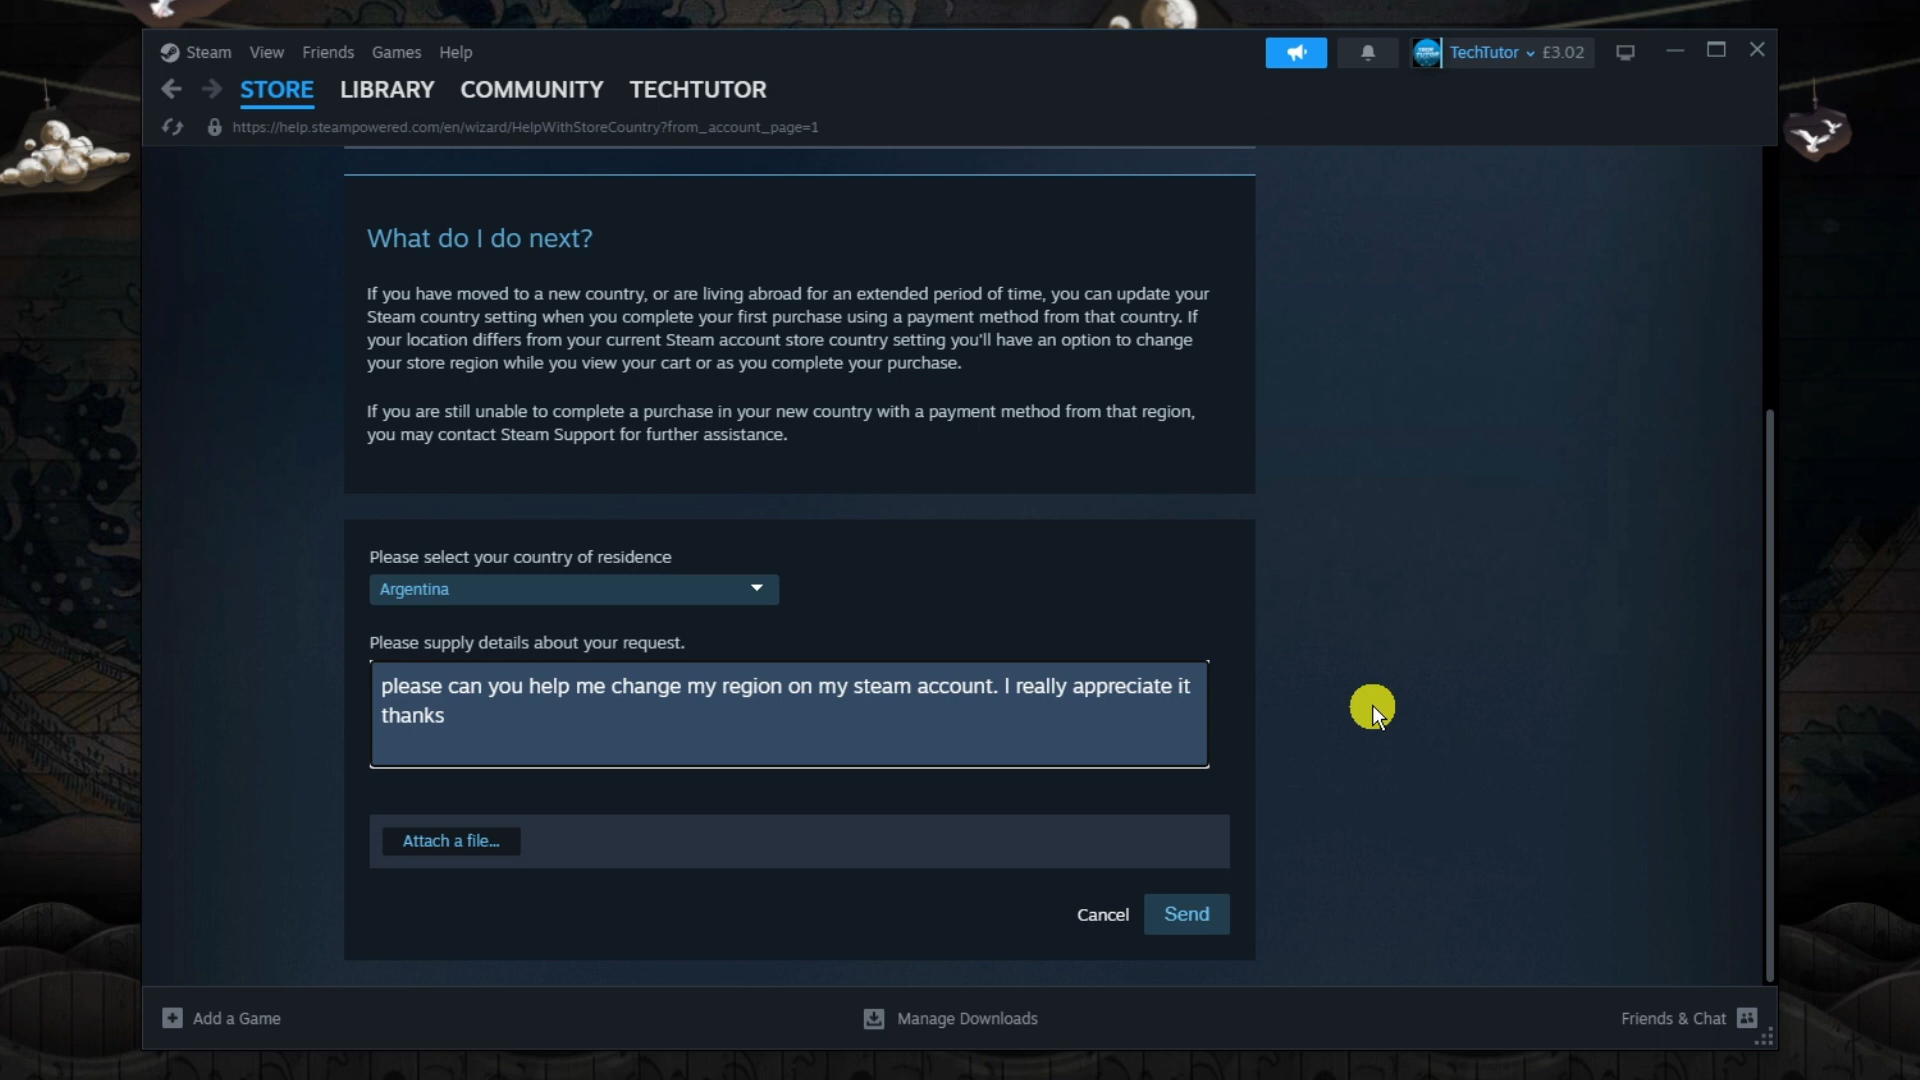 Steam View Friends Games Help
TechTutor £3.02
STORE LIBRARY COMMUNITY TECHTUTOR
https://help.steampowered.com/en/wizard/HelpWithStoreCountry?from_account_page=1
What do I do next?
If you have moved to a new country, or are living abroad for an extended period of time, you can update your
Steam country setting when you complete your first purchase using a payment method from that country. If
your location differs from your current Steam account store country setting you'll have an option to change
your store region while you view your cart or as you complete your purchase.
If you are still unable to complete a purchase in your new country with a payment method from that region,
you may contact Steam Support for further assistance.
Please select your country of residence
Argentina
Please supply details about your request.
please can you help me change my region on my steam account. I really appreciate it
thanks
Attach a file...
Cancel Send
Add a Game Manage Downloads Friends & Chat